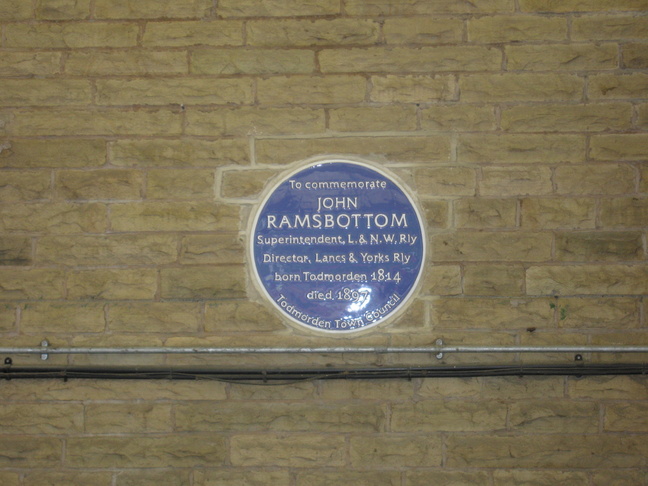 To commemorate
JOHN
RAMSBOTTOM
Superintendent, L. & N. W. Rly
Director, Lancs & Yorks Rly
born Todmorden 1814
died, 1897
Todmorden Town Council